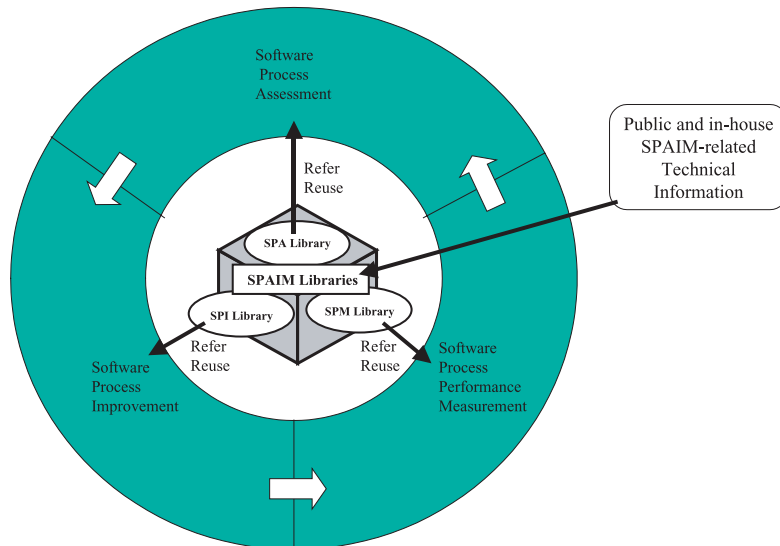 Software
Process
Assessment
Public and in-house
SPAIM-related
Technical
Information
Refer
Reuse
SPA Library
SPAIM Libraries
SPI Library
SPM Library
Refer
Reuse
Refer
Reuse
Software
Process
Improvement
Software
Process
Performance
Measurement